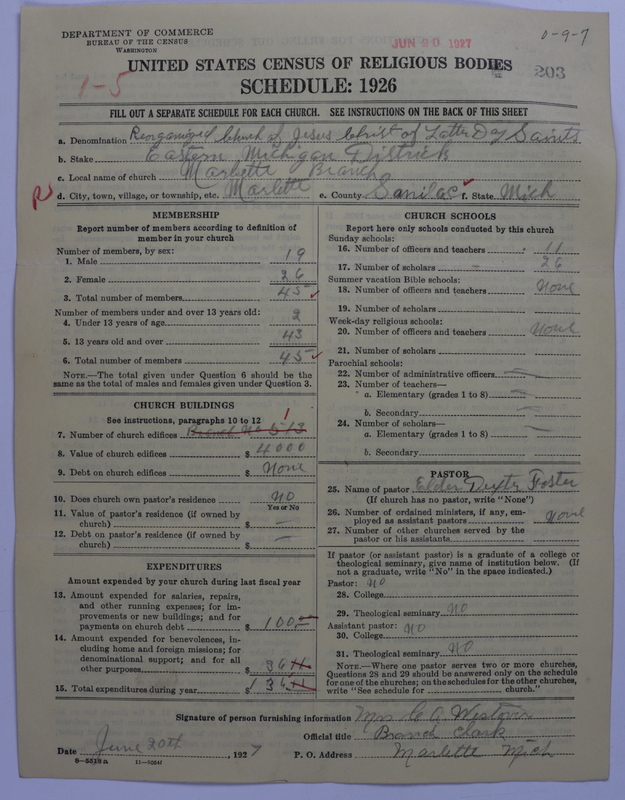 DEPARTMENT OF COMMERCE
BUREAU OF THE CENSUS
WASHINGTON
JUN 20 1927
0-9-7
UNITED STATES CENSUS OF RELIGIOUS BODIES
203
1-5
SCHEDULE: 1926
FILL OUT A SEPARATE SCHEDULE FOR EACH CHURCH. SEE INSTRUCTIONS ON THE BACK OF THIS SHEET
a. Denomination Reorganized Church of Jesus Christ of Latter Day Saints
b. Stake Eastern Michigan District
c. Local name of church Marlette Branch
d. City, town, village, or township, etc. Marlette e. County Sanilac f. State Mich
MEMBERSHIP
Report number of members according to definition of
member in your church
Number of members, by sex:
1. Male 19
2. Female 26
3. Total number of members 45
Number of members under and over 13 years old:
4. Under 13 years of age 2
5. 13 years old and over 43
6. Total number of members 45
NOTE.—The total given under Question 6 should be
same as the total of males and females given under Question 3.
CHURCH BUILDINGS
See instructions, paragraphs 10 to 12
1
7. Number of church edifices Branch No 513
8. Value of church edifices $ 4000
9. Debt on church edifices $ None
10. Does church own pastor's residence No
Yes or No
11. Value of pastor's residence (if owned by
church) $ —
12. Debt on pastor's residence (if owned by
church) $ —
EXPENDITURES
Amount expended by your church during last fiscal year
13. Amount expended for salaries, repairs,
and other running expenses; for im-
provements or new buildings; and for
payments on church debt $ 100
14. Amount expended for benevolences, in-
cluding home and foreign missions; for
denominational support; and for all
other purposes $ 36
15. Total expenditures during year $ 136
CHURCH SCHOOLS
Report here only schools conducted by this church
Sunday schools:
16. Number of officers and teachers 11
17. Number of scholars 26
Summer vacation Bible schools:
18. Number of officers and teachers None
19. Number of scholars
Week-day religious schools:
20. Number of officers and teachers None
21. Number of scholars
Parochial schools:
22. Number of administrative officers —
23. Number of teachers—
a. Elementary (grades 1 to 8) —
b. Secondary —
24. Number of scholars—
a. Elementary (grades 1 to 8) —
b. Secondary
PASTOR
25. Name of pastor Elder Dexter Foster
(If church has no pastor, write "None")
26. Number of ordained ministers, if any, em-
ployed as assistant pastors None
27. Number of other churches served by the
pastor or his assistants
If pastor (or assistant pastor) is a graduate of a college or
theological seminary, give name of institution below. (If
not a graduate, write "No" in the space indicated.)
Pastor: No
28. College
29. Theological seminary No
Assistant pastor: No
30. College
31. Theological seminary No
NOTE.—Where one pastor serves two or more churches,
Questions 28 and 29 should be answered only on the schedule
for one of the churches; on the schedules for the other churches,
write "See schedule for church."
Signature of person furnishing information Mrs C A Westover
Official title Branch Clark
Date June 20th, 1927 P. O. Address Marlette Mich
8-5518 a